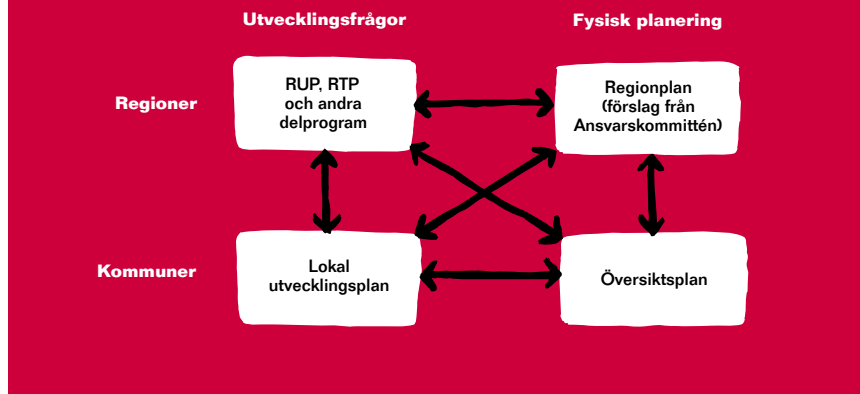 Utvecklingsfrågor
Fysisk planering
Regioner
RUP, RTP
och andra
delprogram
Regionplan
(förslag från
Ansvarskommittén)
Kommuner
Lokal
utvecklingsplan
Översiktsplan